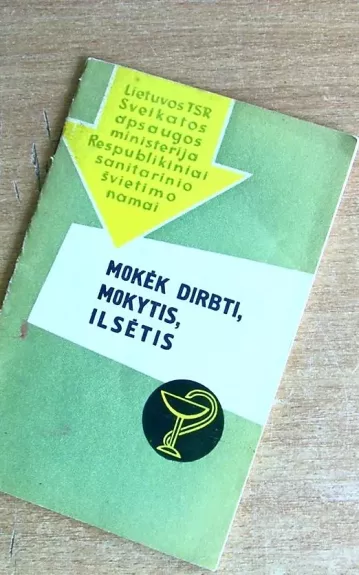 Lietuvos TSR
Sveikatos
apsaugos
ministerija
Respublikiniai
sanitarinio
švietimo
namai
MOKĖK DIRBTI,
MOKYTIS,
ILSĖTIS